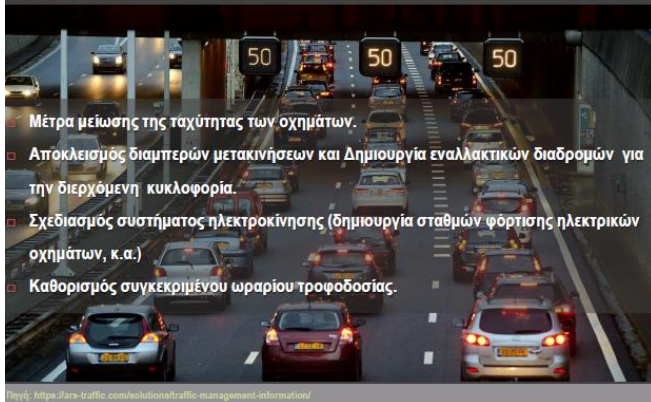 50 50 50
Μέτρα μείωσης της ταχύτητας των οχημάτων.
Αποκλεισμός διαμπερών μετακινήσεων και Δημιουργία εναλλακτικών διαδρομών για
την διερχόμενη κυκλοφορία.
Σχεδιασμός συστήματος ηλεκτροκίνησης (δημιουργία σταθμών φόρτισης ηλεκτρικών
οχημάτων, κ.α.)
Καθορισμός συγκεκριμένου ωραρίου τροφοδοσίας.
Πηγή: https://ars-traffic.com/solutions/traffic-management-information/